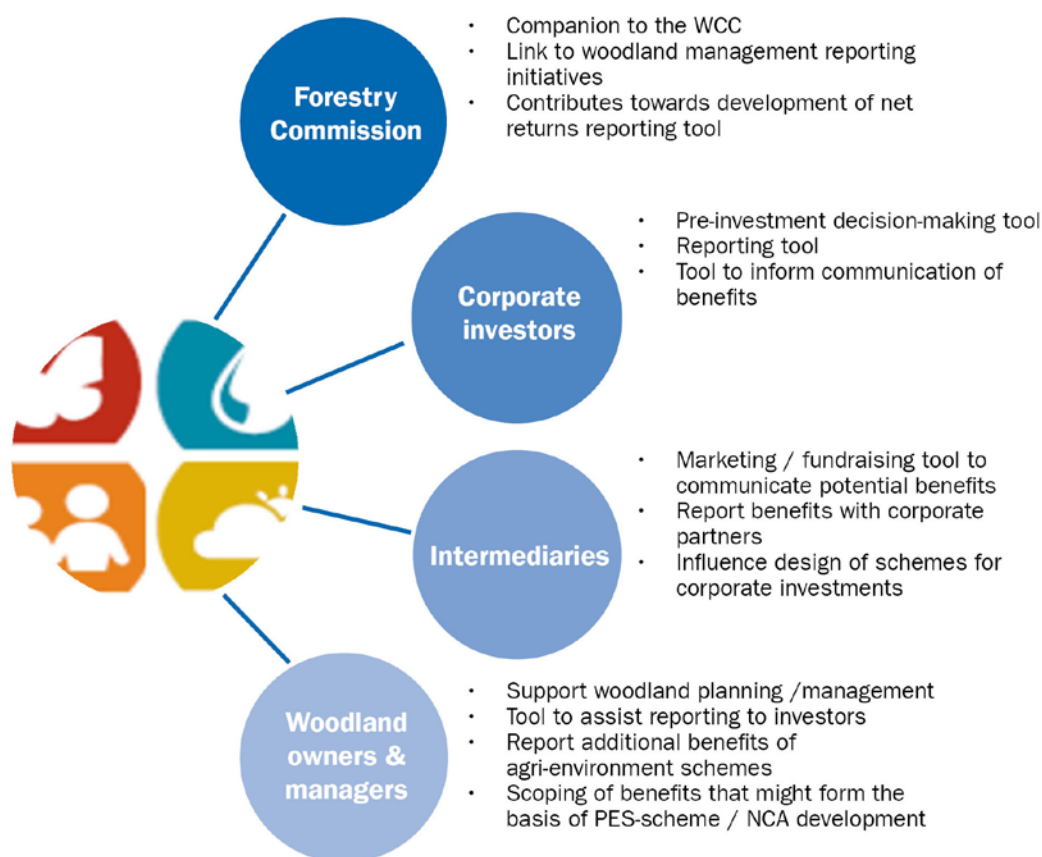 Forestry
Commission
· Companion to the WCC
· Link to woodland management reporting
initiatives
· Contributes towards development of net
returns reporting tool
Corporate
investors
· Pre-investment decision-making tool
· Reporting tool
· Tool to inform communication of
benefits
Intermediaries
· Marketing / fundraising tool to
communicate potential benefits
· Report benefits with corporate
partners
· Influence design of schemes for
corporate investments
Woodland
owners &
managers
· Support woodland planning /management
· Tool to assist reporting to investors
· Report additional benefits of
agri-environment schemes
· Scoping of benefits that might form the
basis of PES-scheme / NCA development